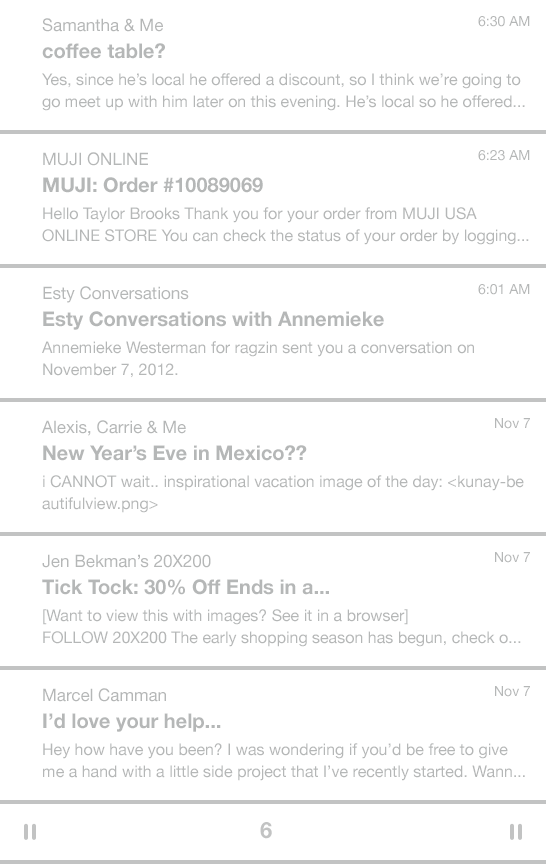 Samantha & Me
6:30 AM
coffee table?
Yes, since he's local he offered a discount, so I think we're going to
go meet up with him later on this evening. He's local so he offered...
MUJI ONLINE
6:23 AM
MUJI: Order #10089069
Hello Taylor Brooks Thank you for your order from MUJI USA
ONLINE STORE You can check the status of your order by logging...
Esty Conversations
6:01 AM
Esty Conversations with Annemieke
Annemieke Westerman for ragzin sent you a conversation on
November 7, 2012.
Alexis, Carrie & Me
Nov 7
New Year's Eve in Mexico??
i CANNOT wait.. inspirational vacation image of the day: <kunay-be
autifulview.png>
Jen Bekman's 20X200
Nov 7
Tick Tock: 30% Off Ends in a...
[Want to view this with images? See it in a browser]
FOLLOW 20X200 The early shopping season has begun, check o...
Marcel Camman
Nov 7
I'd love your help...
Hey how have you been? I was wondering if you'd be free to give
me a hand with a little side project that I've recently started. Wann...
6